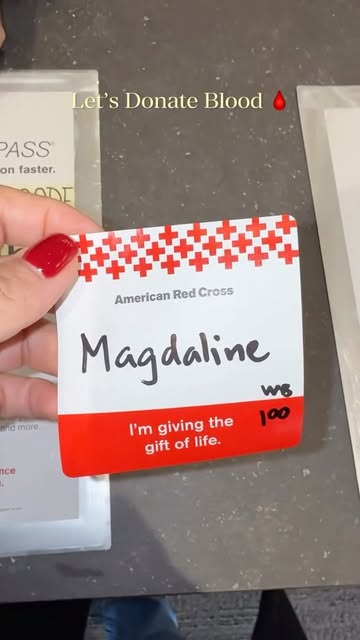 Let's Donate Blood 🩸
PASS®
on faster.
American Red Cross
Magdaline
WB
100
I'm giving the
gift of life.
and more.